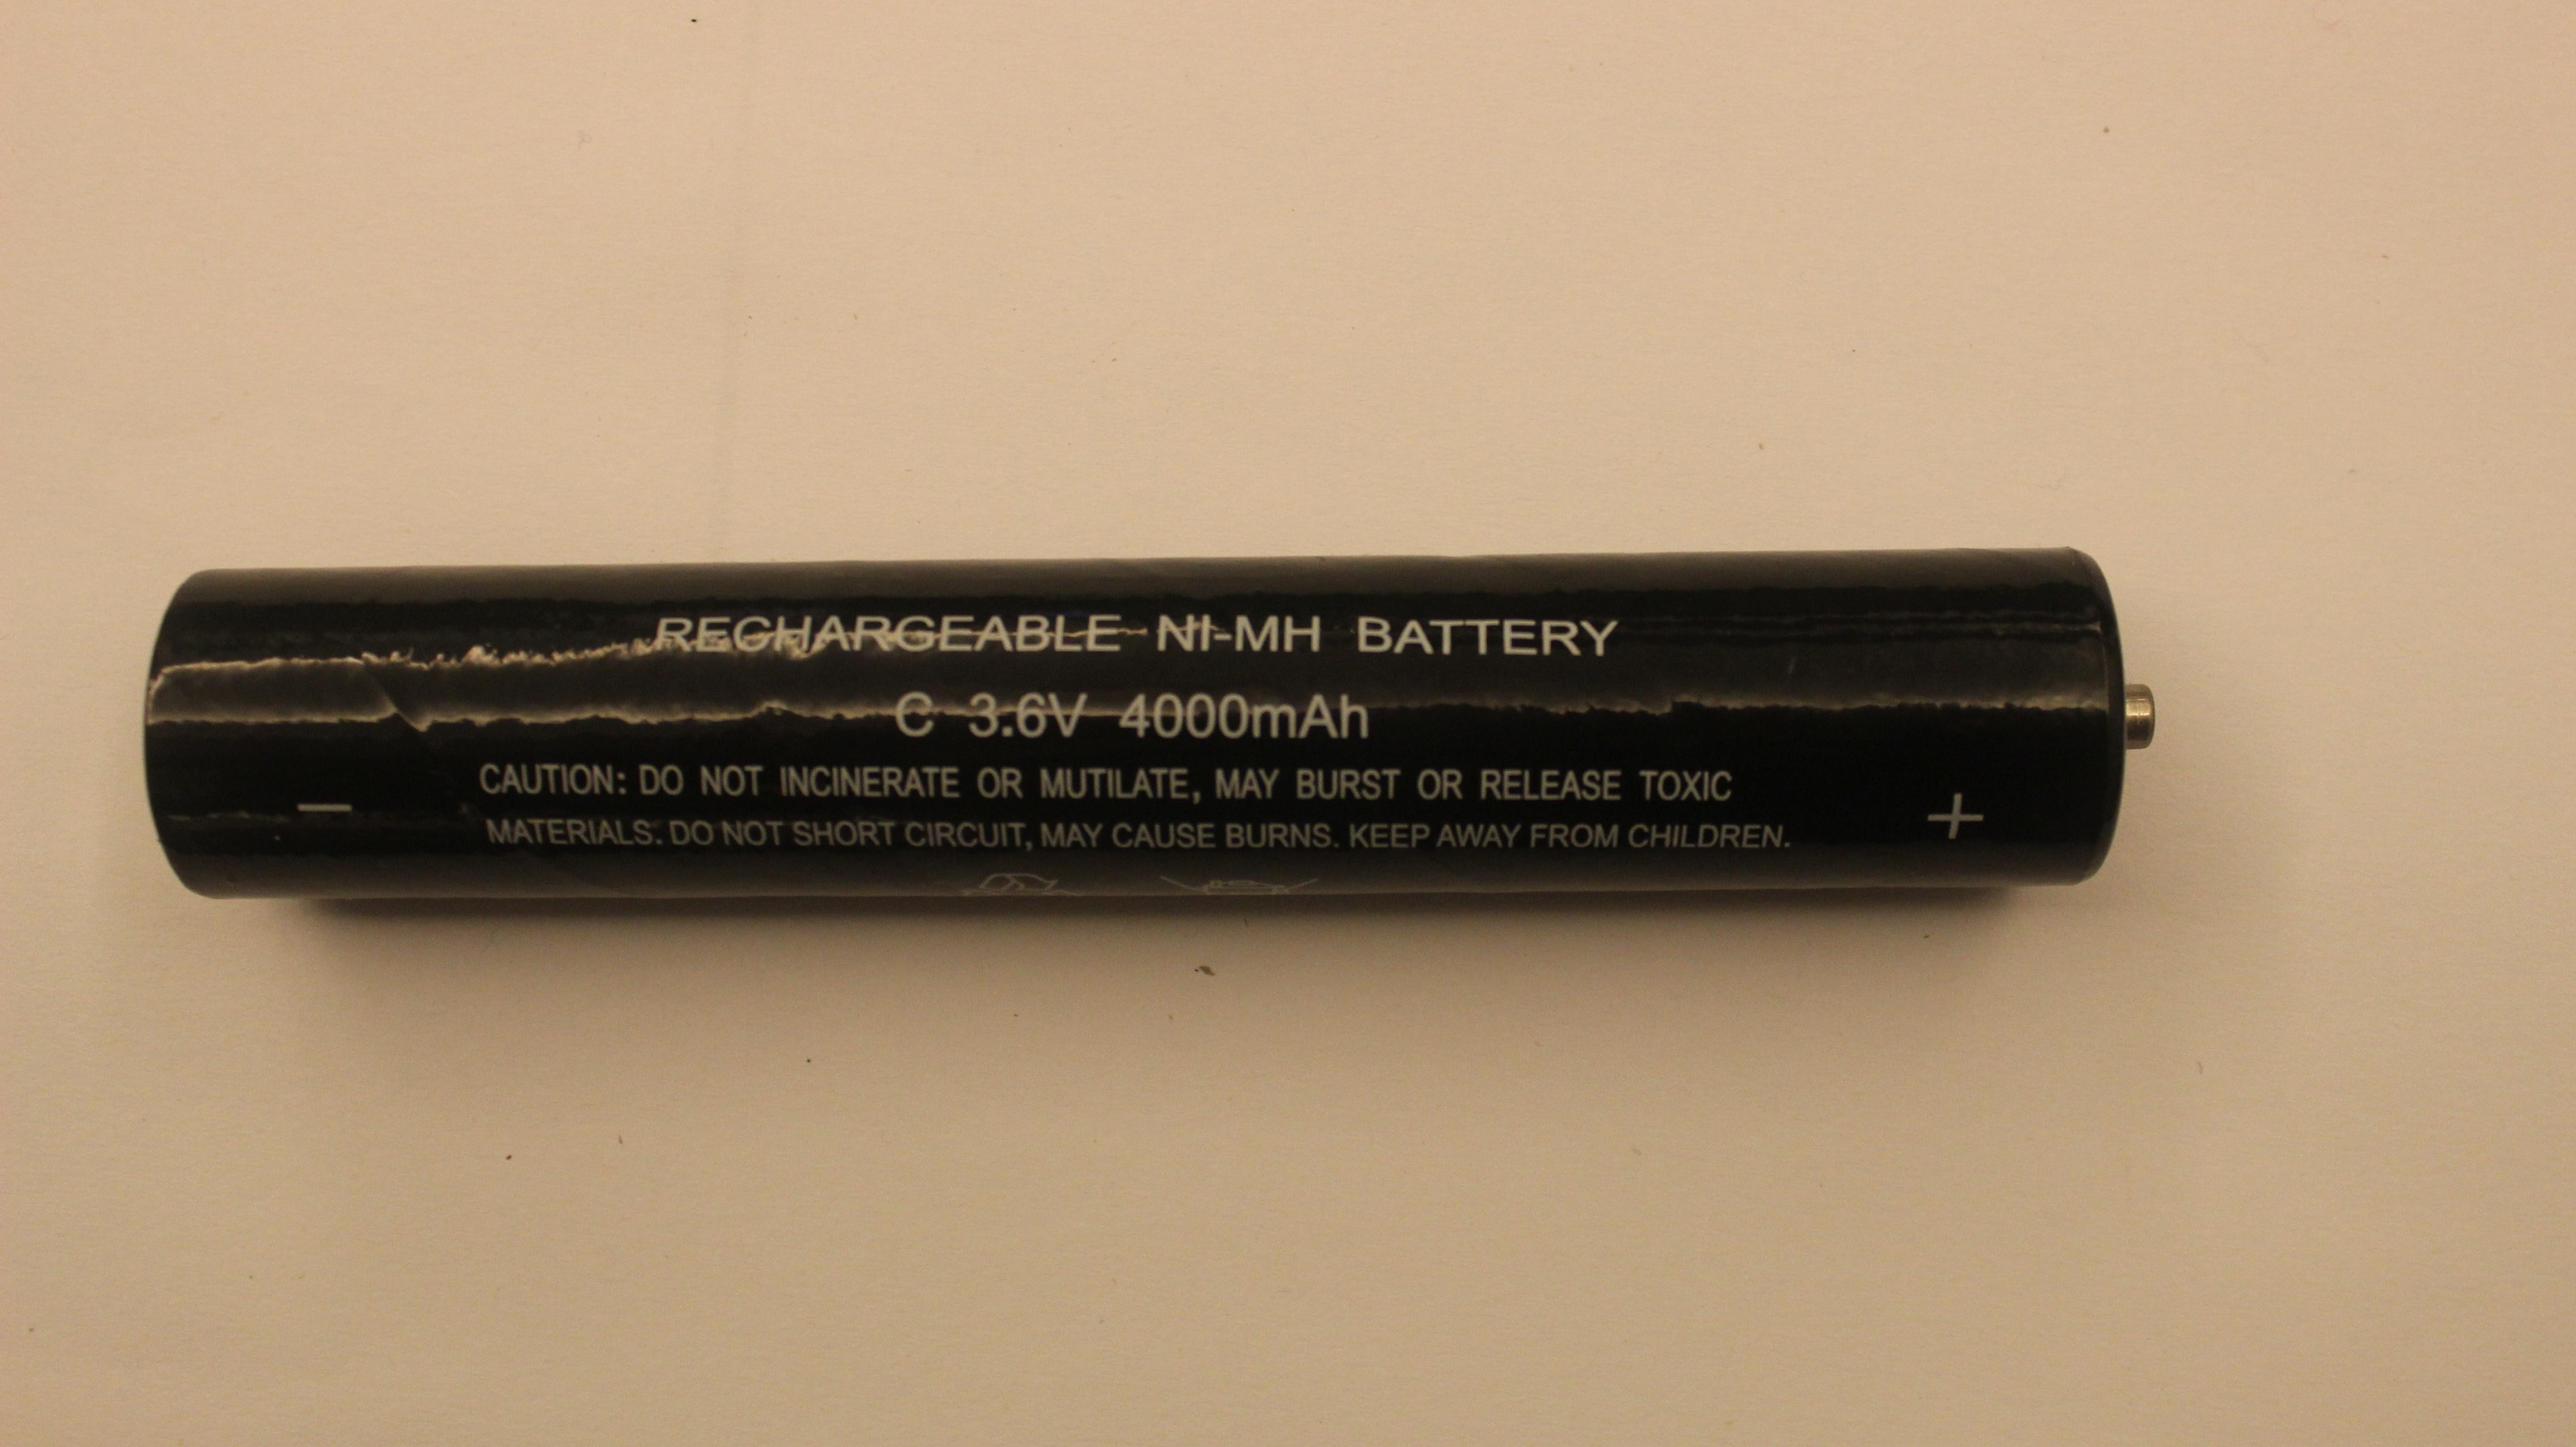 RECHARGEABLE NI-MH BATTERY
C 3.6V 4000mAh
CAUTION: DO NOT INCINERATE OR MUTILATE, MAY BURST OR RELEASE TOXIC
MATERIALS. DO NOT SHORT CIRCUIT, MAY CAUSE BURNS. KEEP AWAY FROM CHILDREN.
− +